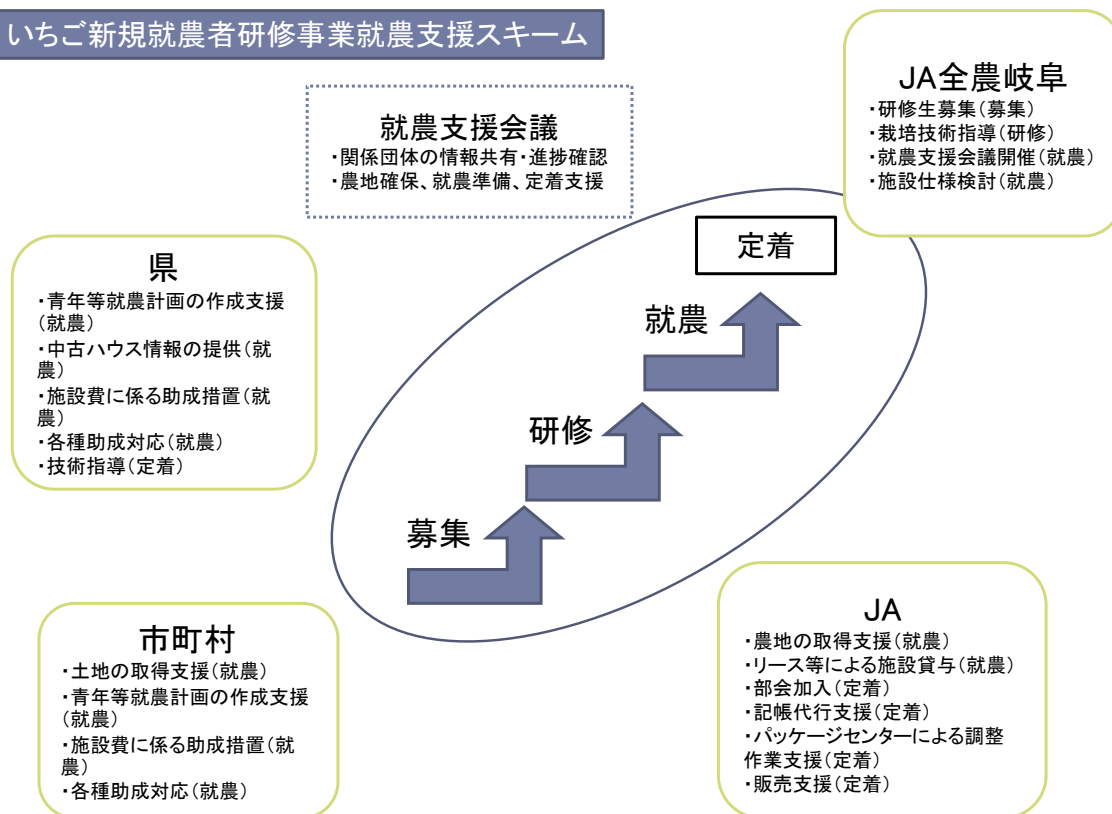 いちご新規就農者研修事業就農支援スキーム
就農支援会議
・関係団体の情報共有・進捗確認
・農地確保、就農準備、定着支援
JA全農岐阜
・研修生募集(募集)
・栽培技術指導(研修)
・就農支援会議開催(就農)
・施設仕様検討(就農)
県
・青年等就農計画の作成支援
(就農)
・中古ハウス情報の提供(就
農)
・施設費に係る助成措置(就
農)
・各種助成対応(就農)
・技術指導(定着)
定着
就農
研修
募集
市町村
・土地の取得支援(就農)
・青年等就農計画の作成支援
(就農)
・施設費に係る助成措置(就
農)
・各種助成対応(就農)
JA
・農地の取得支援(就農)
・リース等による施設貸与(就農)
・部会加入(定着)
・記帳代行支援(定着)
・パッケージセンターによる調整
作業支援(定着)
・販売支援(定着)